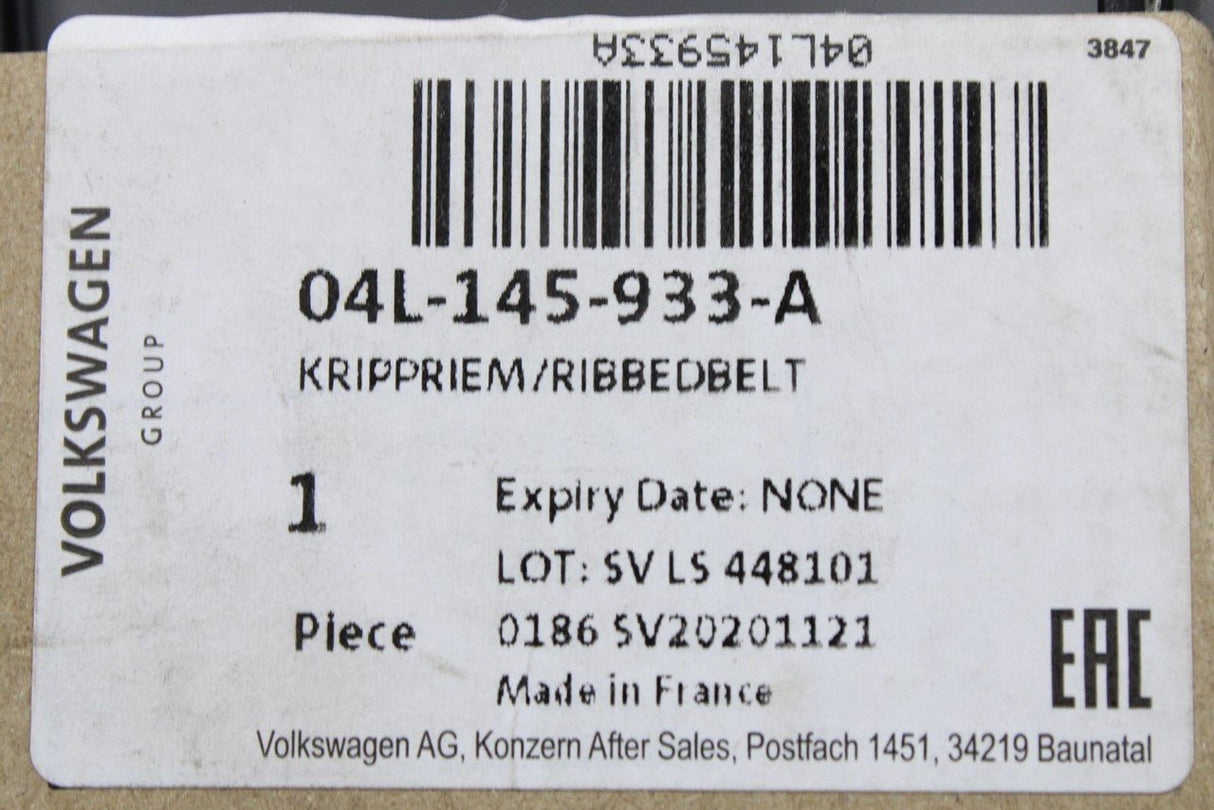 04L145933A
3847
04L-145-933-A
KRIPPRIEM/RIBBEDBELT
VOLKSWAGEN
GROUP
1
Expiry Date: NONE
LOT: SV LS 448101
Piece
0186 SV20201121
Made in France
EAC
Volkswagen AG, Konzern After Sales, Postfach 1451, 34219 Baunatal